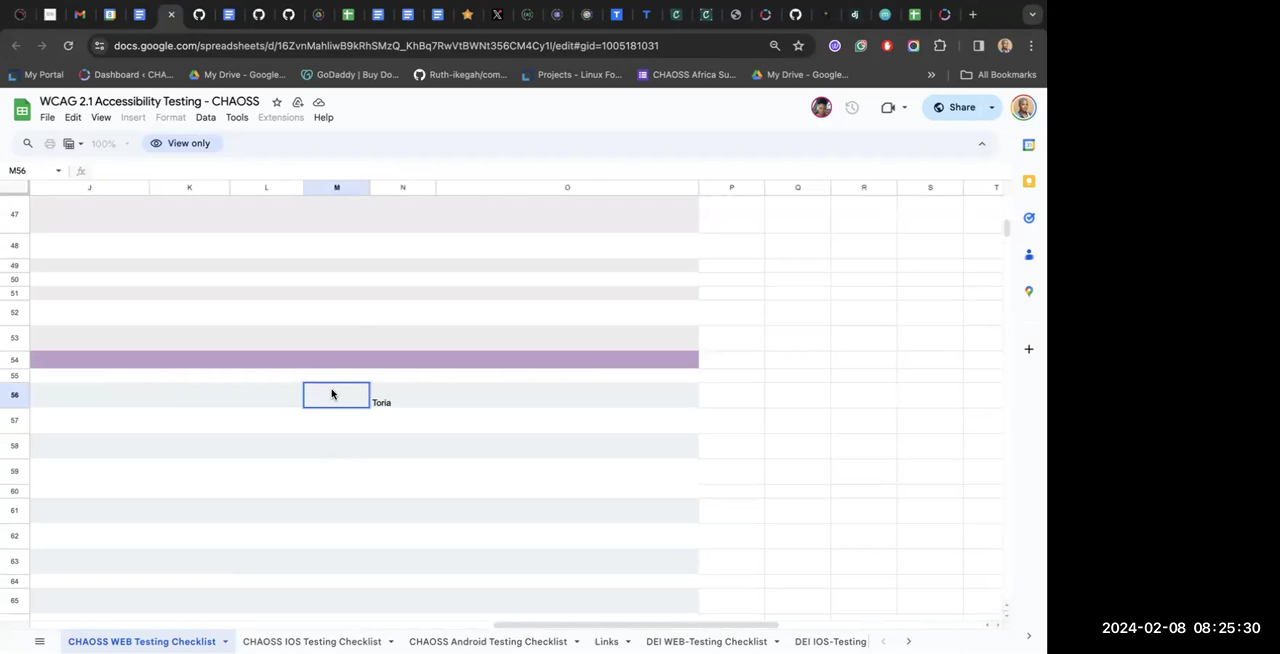 docs.google.com/spreadsheets/d/16ZvnMahliwB9kRhSMzQ_KhBq7RwVtBWNt356CM4Cy1I/edit#gid=1005181031
My Portal
Dashboard < CHA...
My Drive - Google...
GoDaddy | Buy Do...
Ruth-ikegah/com...
Projects - Linux Fo...
CHAOSS Africa Su...
My Drive - Google...
»
All Bookmarks
WCAG 2.1 Accessibility Testing - CHAOSS
Share
File Edit View Insert Format Data Tools Extensions Help
100%
View only
M56
fx
J K L M N O P Q R S T
47
48
49
50
51
52
53
54
55
56 Toria
57
58
59
60
61
62
63
64
65
CHAOSS WEB Testing Checklist
CHAOSS IOS Testing Checklist
CHAOSS Android Testing Checklist
Links
DEI WEB-Testing Checklist
DEI IOS-Testing
2024-02-08 08:25:30